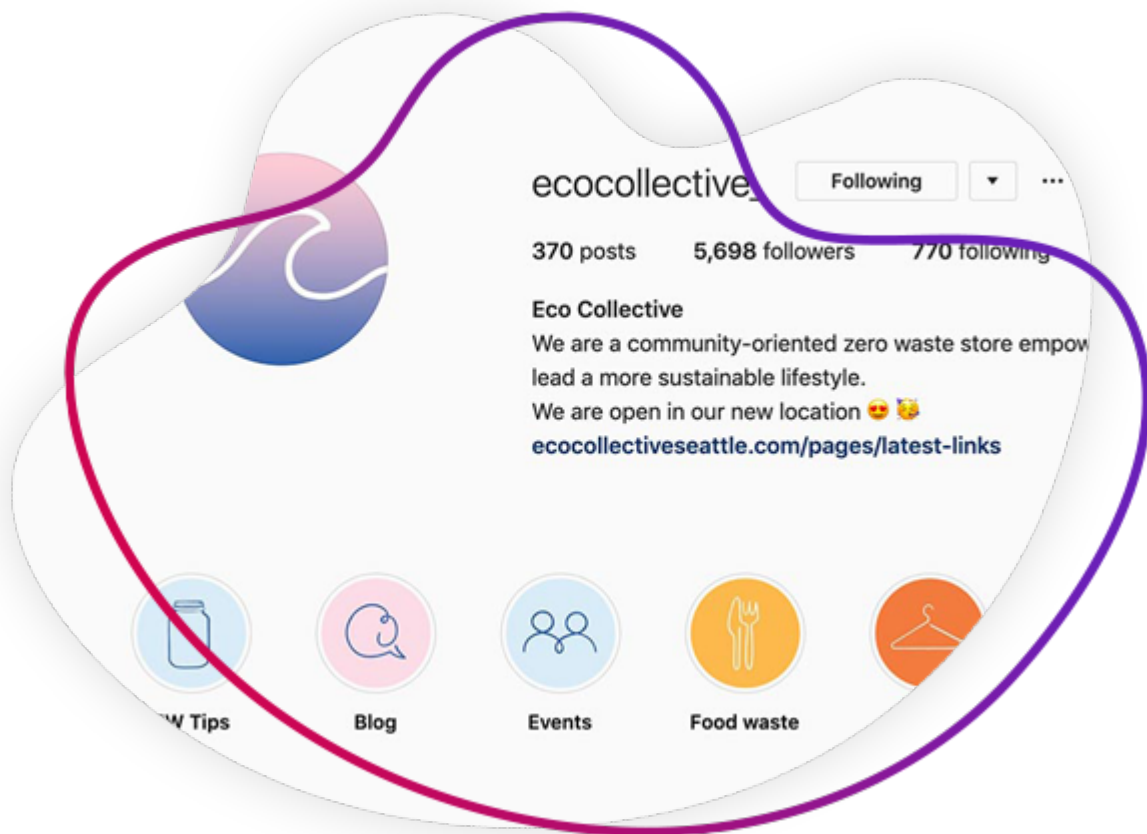 ecocollective_ Following ▼ ...
370 posts 5,698 followers 770 following
Eco Collective
We are a community-oriented zero waste store
lead a more sustainable lifestyle.
We are open in our new location 😍 🥳
ecocollectiveseattle.com/pages/latest-links
Tips Blog Events Food waste